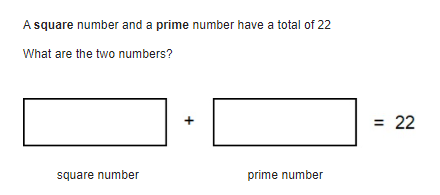 A square number and a prime number have a total of 22
What are the two numbers?
+ = 22
square number prime number